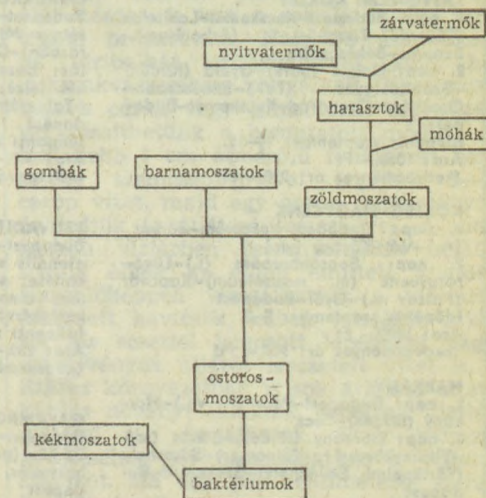 zárvatermők
nyitvatermők
harasztok
mohák
gombák
barnamoszatok
zöldmoszatok
ostoros-
moszatok
kékmoszatok
baktériumok